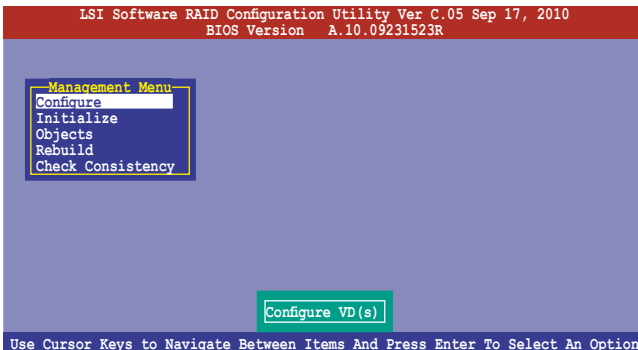 LSI Software RAID Configuration Utility Ver C.05 Sep 17, 2010
BIOS Version A.10.09231523R
Management Menu
Configure
Initialize
Objects
Rebuild
Check Consistency
Configure VD(s)
Use Cursor Keys to Navigate Between Items And Press Enter To Select An Option